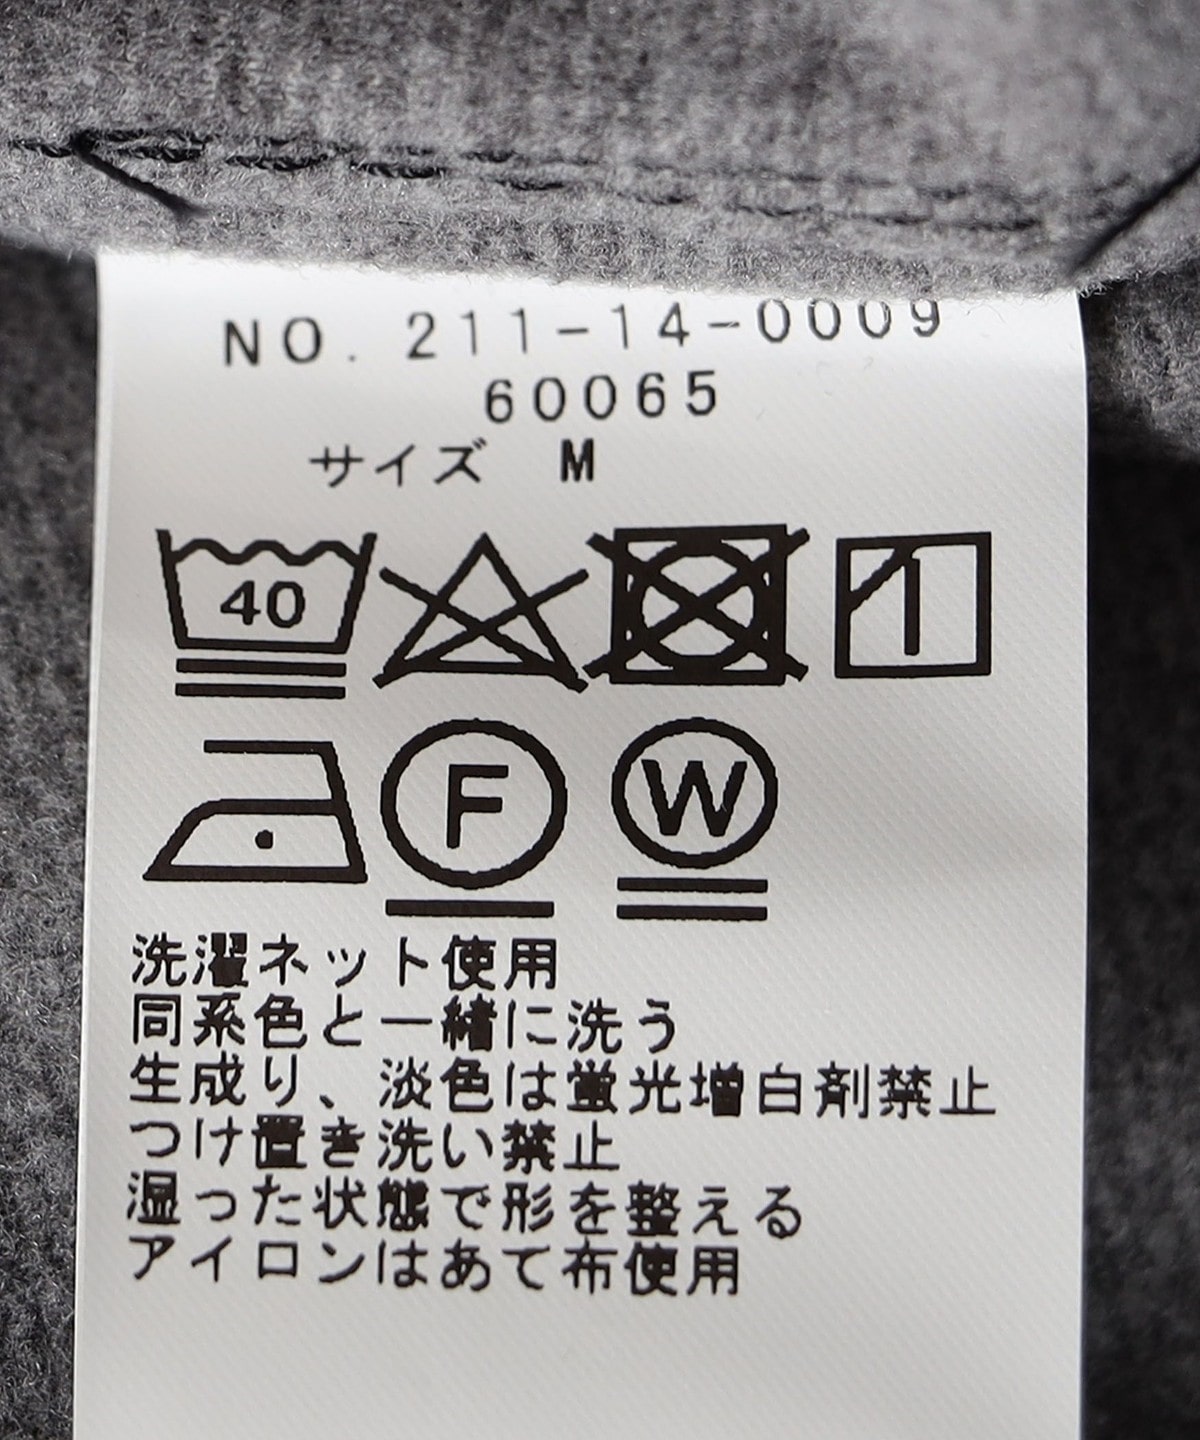 NO. 211-14-0009
60065
サイズ M
40
F W
洗濯ネット使用
同系色と一緒に洗う
生成り、淡色は蛍光増白剤禁止
つけ置き洗い禁止
湿った状態で形を整える
アイロンはあて布使用